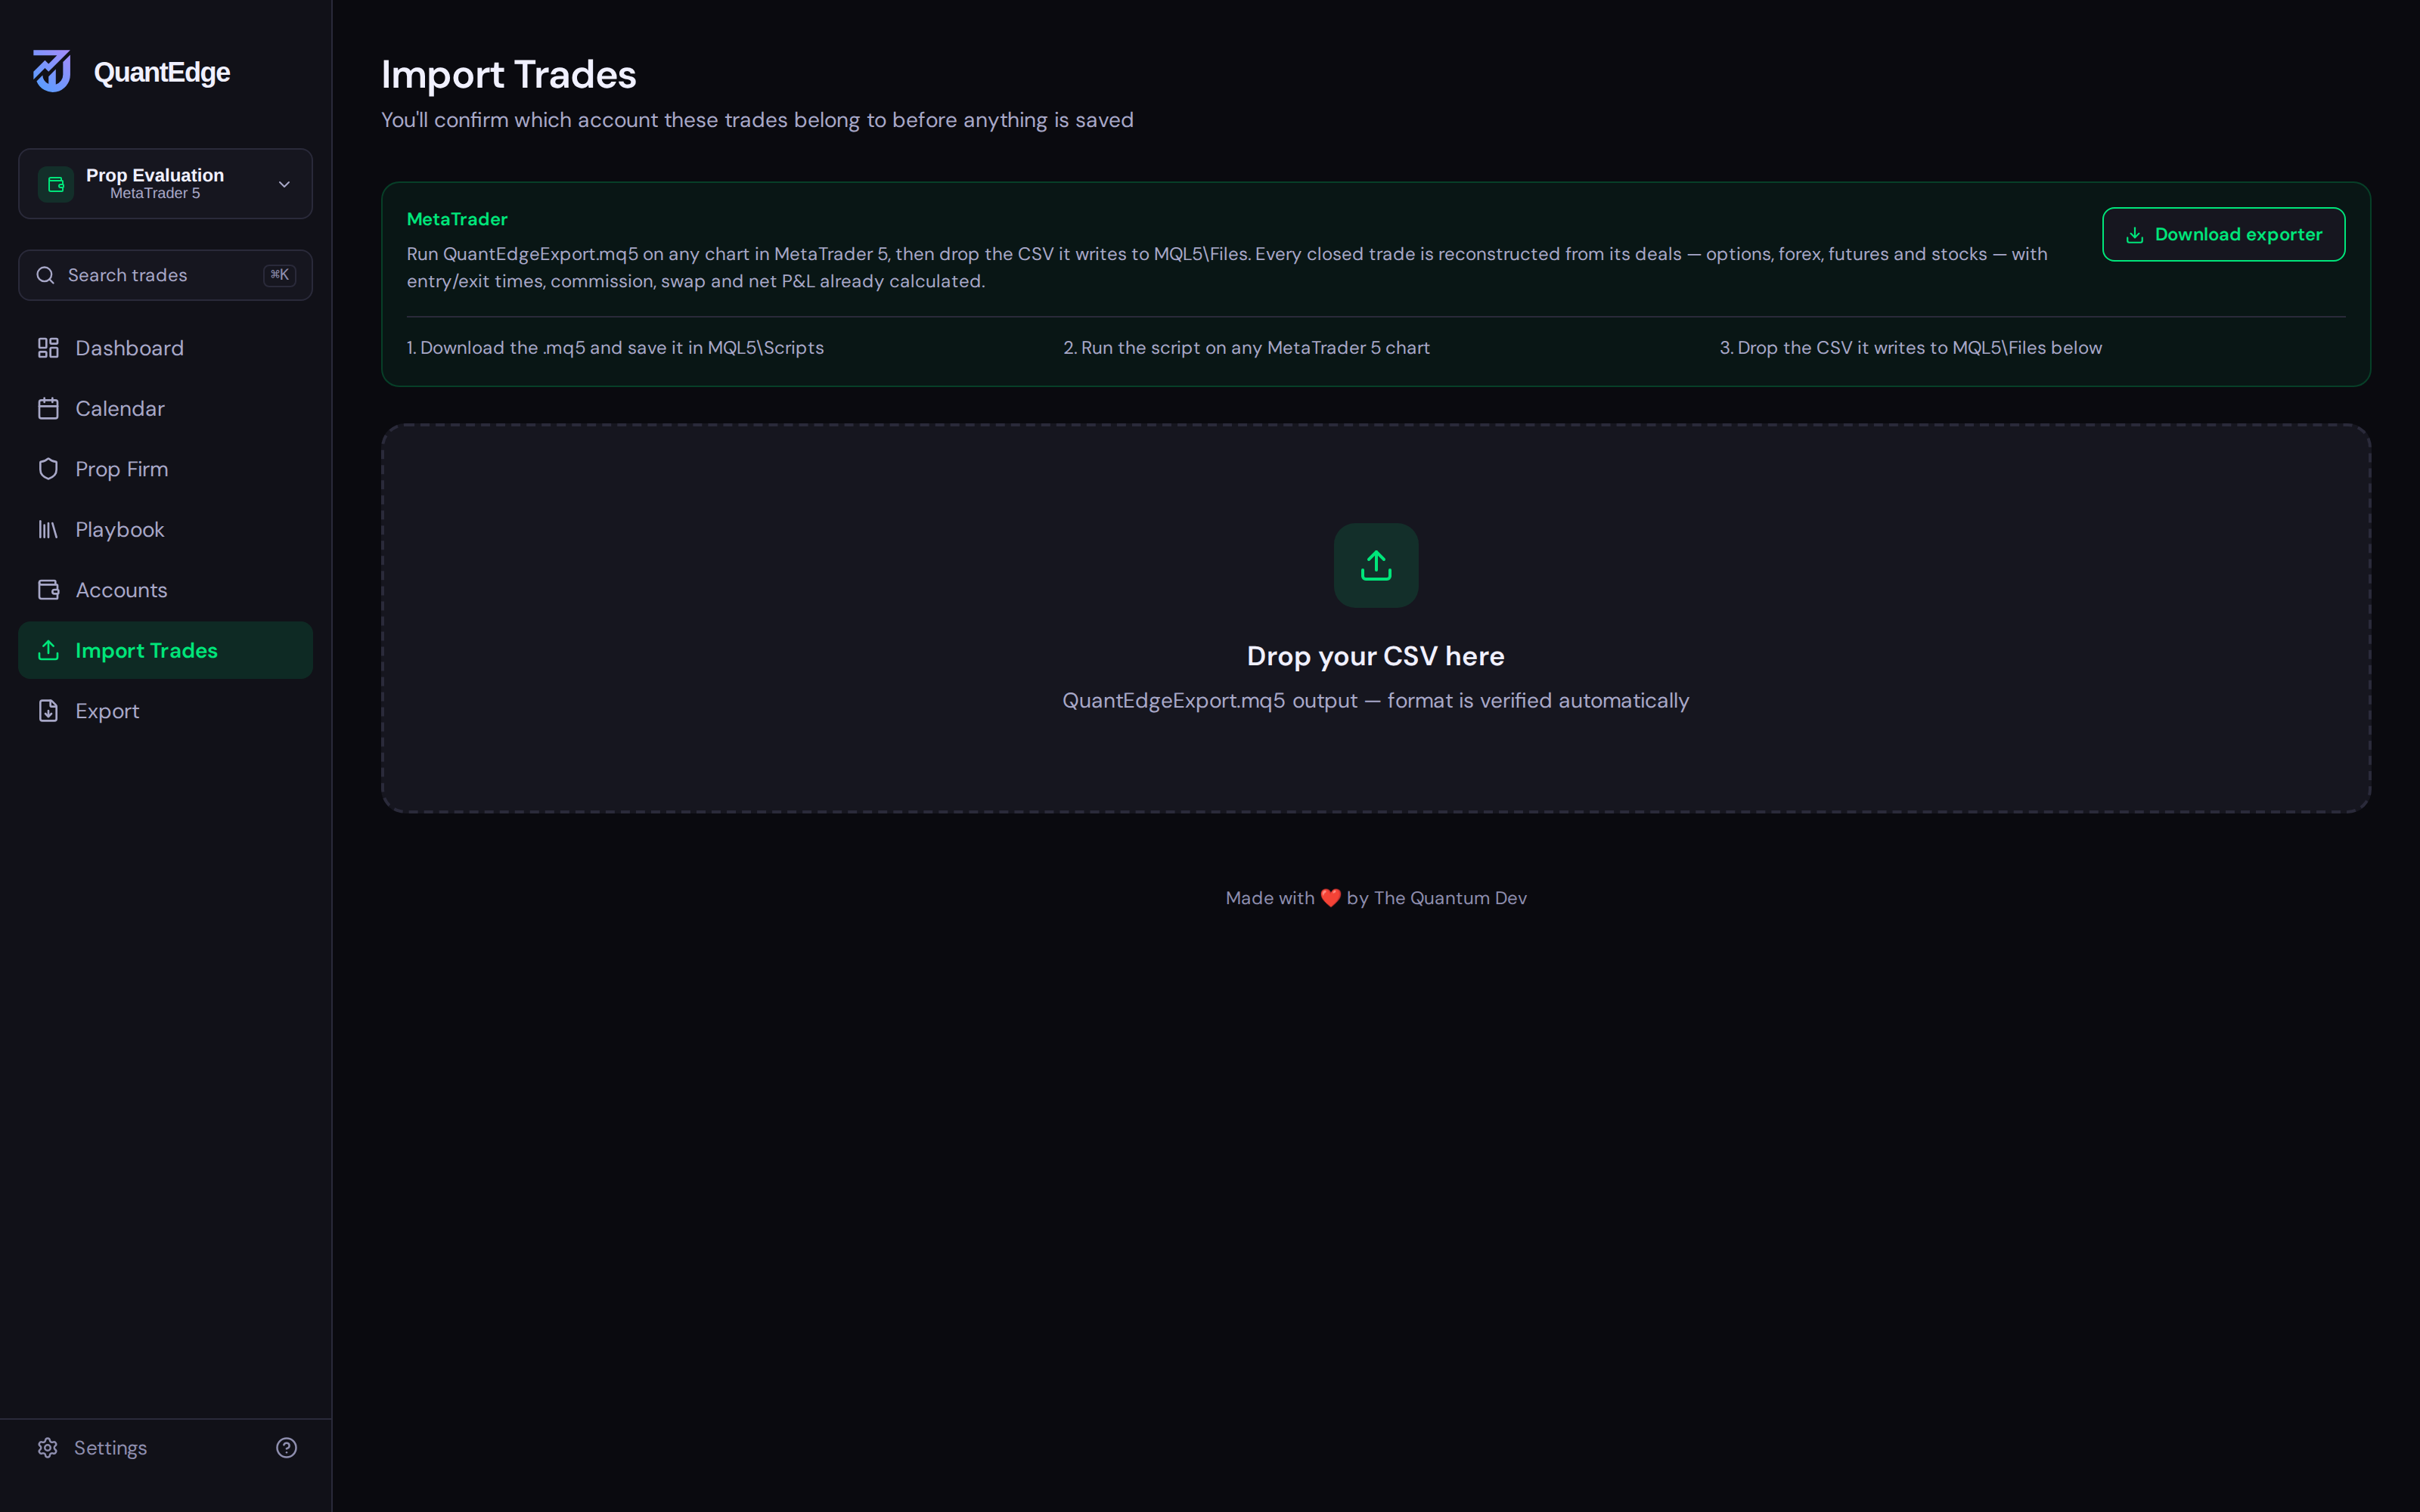 QuantEdge
Prop Evaluation
MetaTrader 5
Search trades
⌘K
Dashboard
Calendar
Prop Firm
Playbook
Accounts
Import Trades
Export
Settings
Import Trades
You'll confirm which account these trades belong to before anything is saved
MetaTrader
Run QuantEdgeExport.mq5 on any chart in MetaTrader 5, then drop the CSV it writes to MQL5\Files. Every closed trade is reconstructed from its deals — options, forex, futures and stocks — with
entry/exit times, commission, swap and net P&L already calculated.
Download exporter
1. Download the .mq5 and save it in MQL5\Scripts
2. Run the script on any MetaTrader 5 chart
3. Drop the CSV it writes to MQL5\Files below
Drop your CSV here
QuantEdgeExport.mq5 output — format is verified automatically
Made with ❤️ by The Quantum Dev